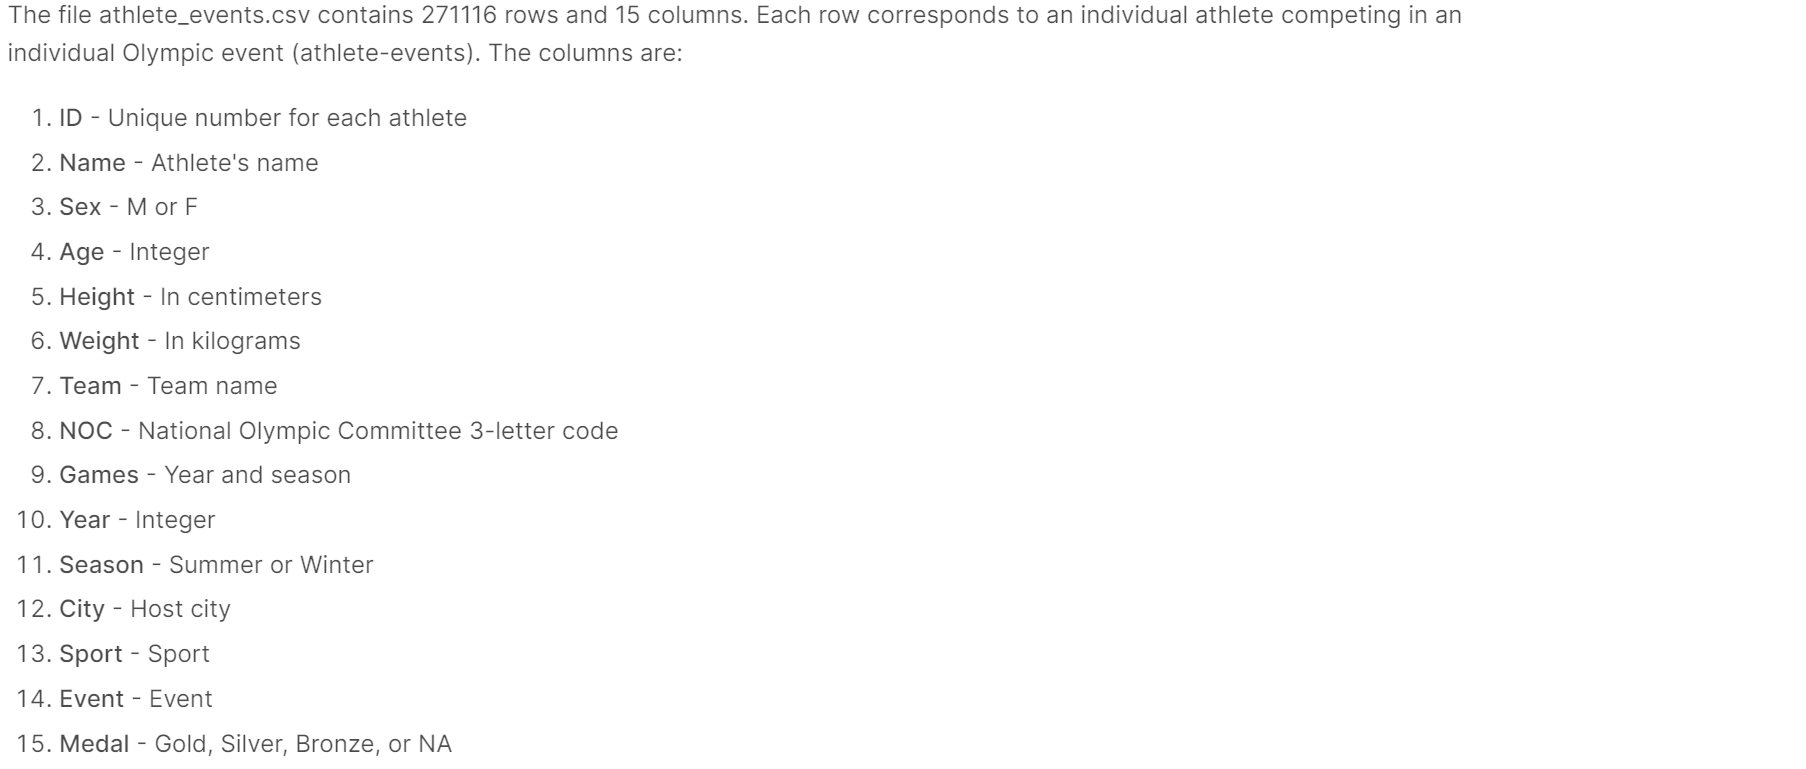 The file athlete_events.csv contains 271116 rows and 15 columns. Each row corresponds to an individual athlete competing in an
individual Olympic event (athlete-events). The columns are:
1. ID - Unique number for each athlete
2. Name - Athlete's name
3. Sex - M or F
4. Age - Integer
5. Height - In centimeters
6. Weight - In kilograms
7. Team - Team name
8. NOC - National Olympic Committee 3-letter code
9. Games - Year and season
10. Year - Integer
11. Season - Summer or Winter
12. City - Host city
13. Sport - Sport
14. Event - Event
15. Medal - Gold, Silver, Bronze, or NA